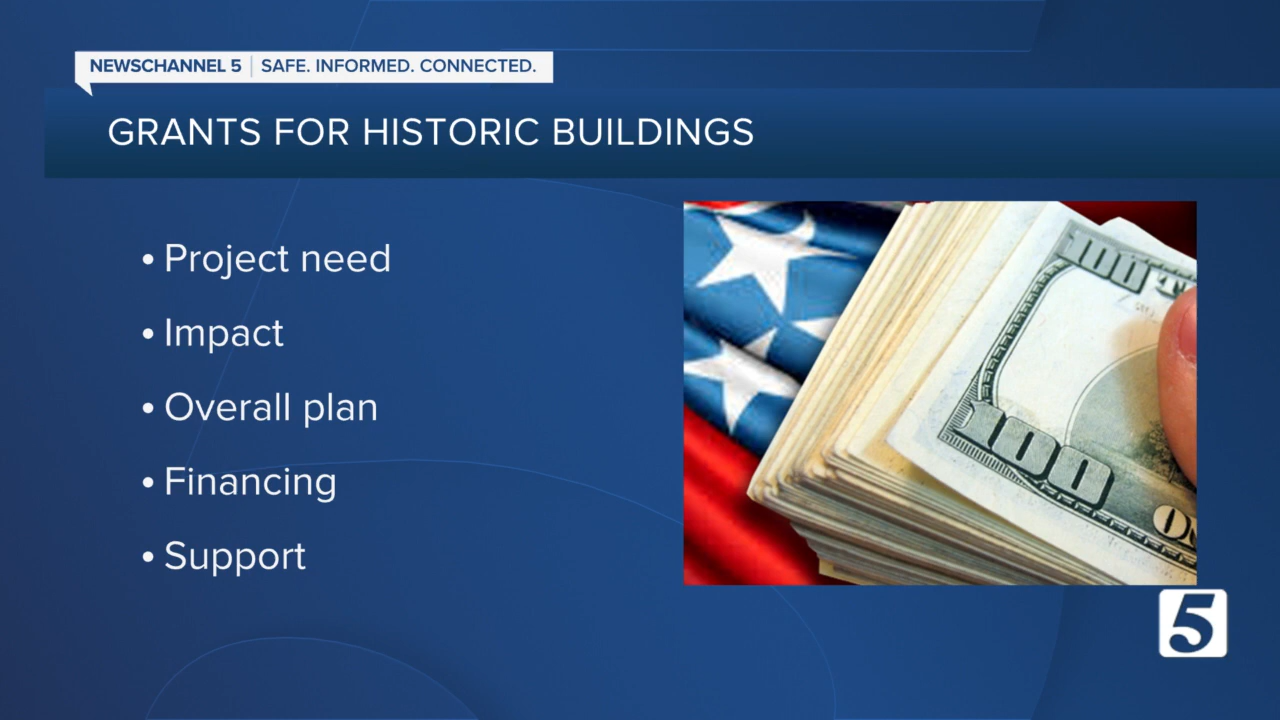 NEWSCHANNEL 5 | SAFE. INFORMED. CONNECTED.
GRANTS FOR HISTORIC BUILDINGS
• Project need
• Impact
• Overall plan
• Financing
• Support
100
100
5